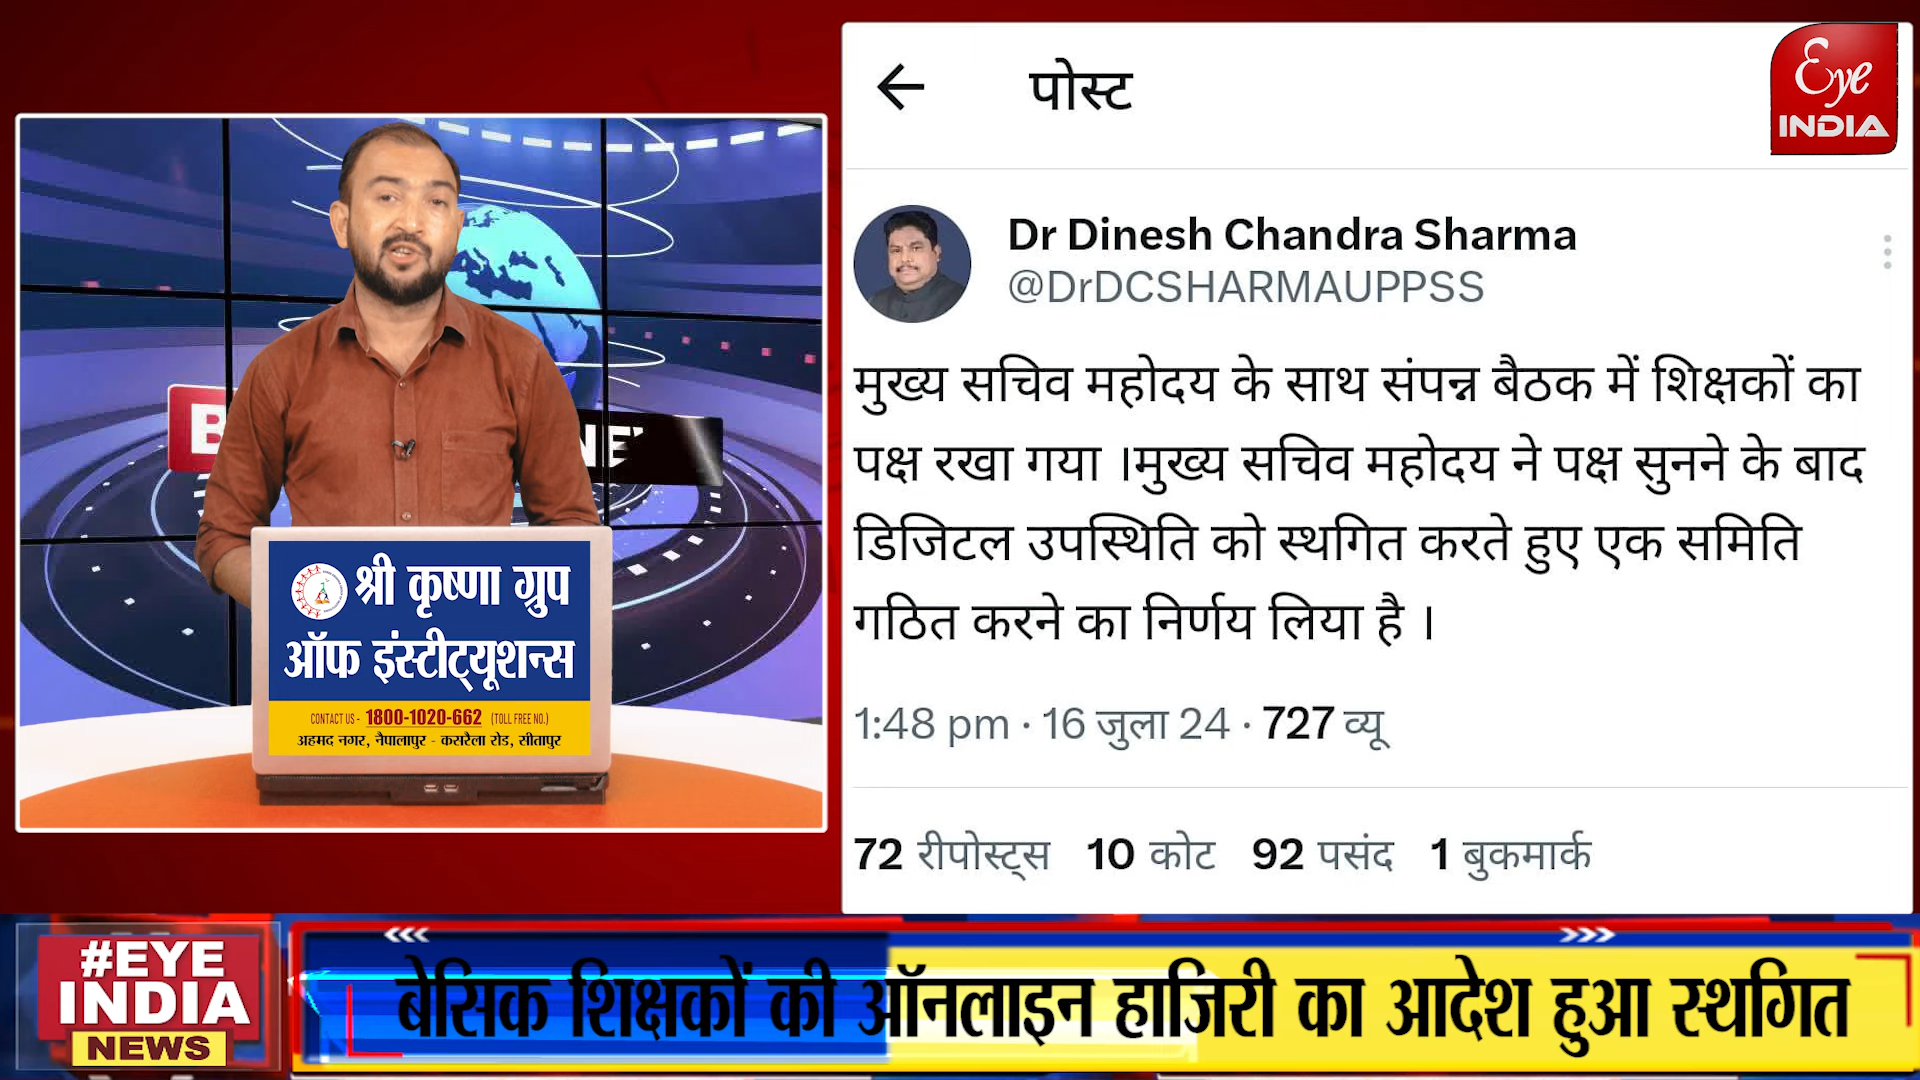 पोस्ट
Eye
INDIA
Dr Dinesh Chandra Sharma
@DrDCSHARMAUPPSS
मुख्य सचिव महोदय के साथ संपन्न बैठक में शिक्षकों का
पक्ष रखा गया ।मुख्य सचिव महोदय ने पक्ष सुनने के बाद
डिजिटल उपस्थिति को स्थगित करते हुए एक समिति
गठित करने का निर्णय लिया है ।
1:48 pm · 16 जुला 24 · 727 व्यू
72 रीपोस्ट्स 10 कोट 92 पसंद 1 बुकमार्क
श्री कृष्णा ग्रुप
ऑफ इंस्टीट्यूशन्स
CONTACT US - 1800-1020-662 (TOLL FREE NO.)
अहमद नगर, नैपालापुर - कसरैला रोड, सीतापुर
#EYE
INDIA
NEWS
बेसिक शिक्षकों की ऑनलाइन हाजिरी का आदेश हुआ स्थगित